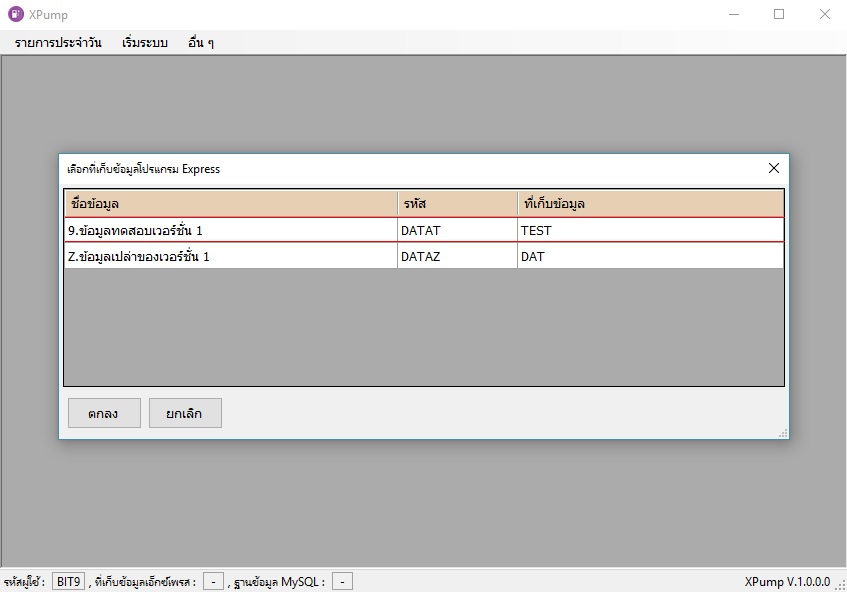 XPump
รายการประจำวัน เริ่มระบบ อื่น ๆ
เลือกที่เก็บข้อมูลโปรแกรม Express
ชื่อข้อมูล รหัส ที่เก็บข้อมูล
9.ข้อมูลทดสอบเวอร์ชั่น 1 DATAT TEST
Z.ข้อมูลเปล่าของเวอร์ชั่น 1 DATAZ DAT
ตกลง ยกเลิก
รหัสผู้ใช้ : BIT9 , ที่เก็บข้อมูลเอ็กซ์เพรส : - , ฐานข้อมูล MySQL : - XPump V.1.0.0.0